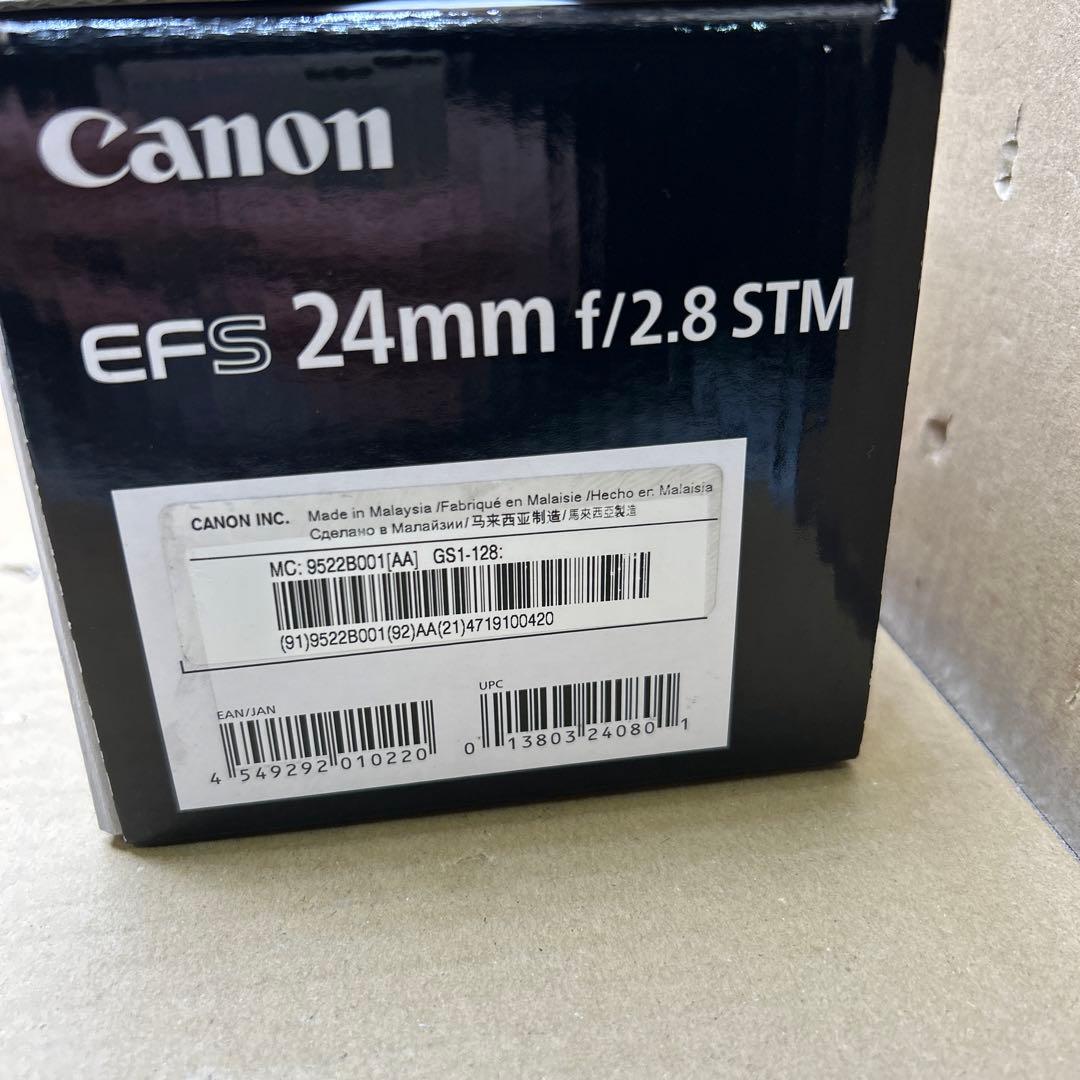 Canon
EFS 24mm f/2.8 STM
CANON INC. Made in Malaysia /Fabriqué en Malaisie /Hecho en Malaisia
Сделано в Малайзии/马来西亚制造/馬來西亞製造
MC: 9522B001[AA] GS1-128:
(91)9522B001(92)AA(21)4719100420
EAN/JAN
4 549292 010220
UPC
0 13803 24080 1